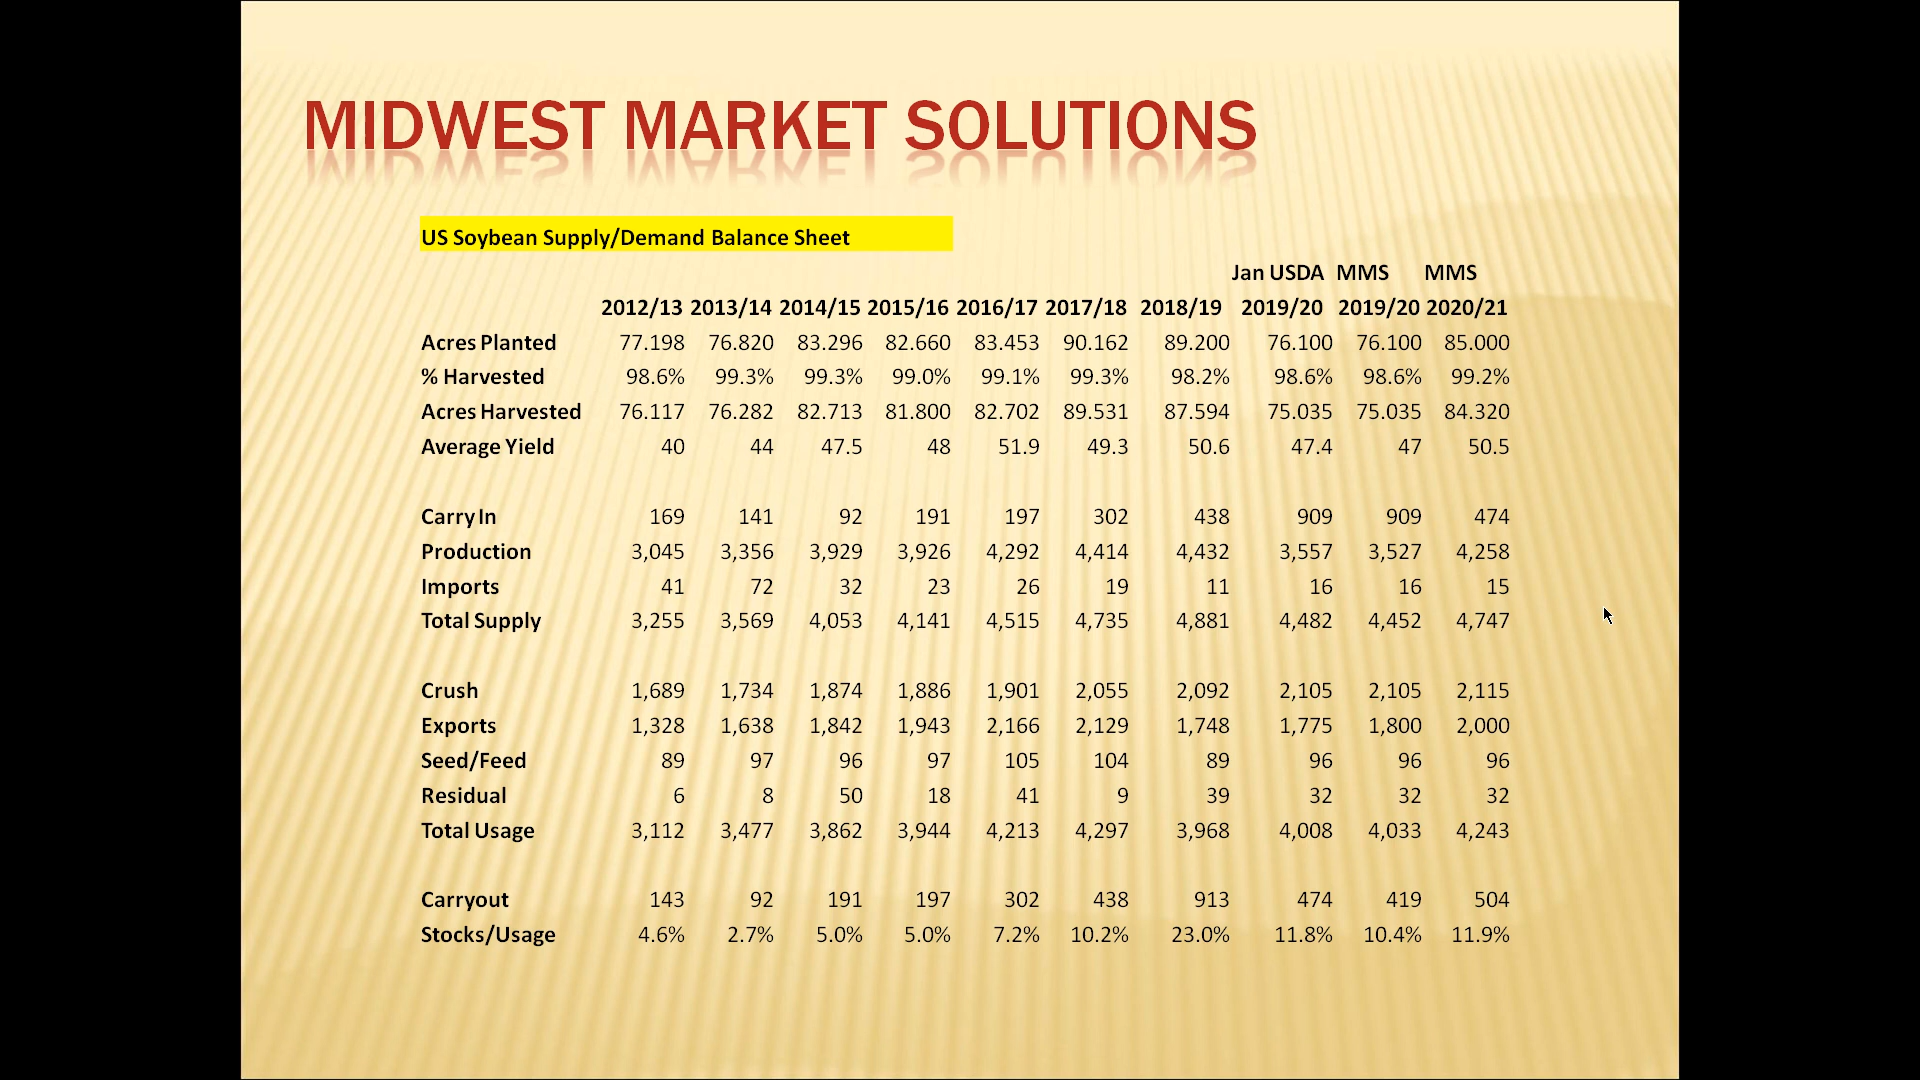 MIDWEST MARKET SOLUTIONS
US Soybean Supply/Demand Balance Sheet
Jan USDA MMS MMS
2012/13 2013/14 2014/15 2015/16 2016/17 2017/18 2018/19 2019/20 2019/20 2020/21
Acres Planted 77.198 76.820 83.296 82.660 83.453 90.162 89.200 76.100 76.100 85.000
% Harvested 98.6% 99.3% 99.3% 99.0% 99.1% 99.3% 98.2% 98.6% 98.6% 99.2%
Acres Harvested 76.117 76.282 82.713 81.800 82.702 89.531 87.594 75.035 75.035 84.320
Average Yield 40 44 47.5 48 51.9 49.3 50.6 47.4 47 50.5
Carry In 169 141 92 191 197 302 438 909 909 474
Production 3,045 3,356 3,929 3,926 4,292 4,414 4,432 3,557 3,527 4,258
Imports 41 72 32 23 26 19 11 16 16 15
Total Supply 3,255 3,569 4,053 4,141 4,515 4,735 4,881 4,482 4,452 4,747
Crush 1,689 1,734 1,874 1,886 1,901 2,055 2,092 2,105 2,105 2,115
Exports 1,328 1,638 1,842 1,943 2,166 2,129 1,748 1,775 1,800 2,000
Seed/Feed 89 97 96 97 105 104 89 96 96 96
Residual 6 8 50 18 41 9 39 32 32 32
Total Usage 3,112 3,477 3,862 3,944 4,213 4,297 3,968 4,008 4,033 4,243
Carryout 143 92 191 197 302 438 913 474 419 504
Stocks/Usage 4.6% 2.7% 5.0% 5.0% 7.2% 10.2% 23.0% 11.8% 10.4% 11.9%